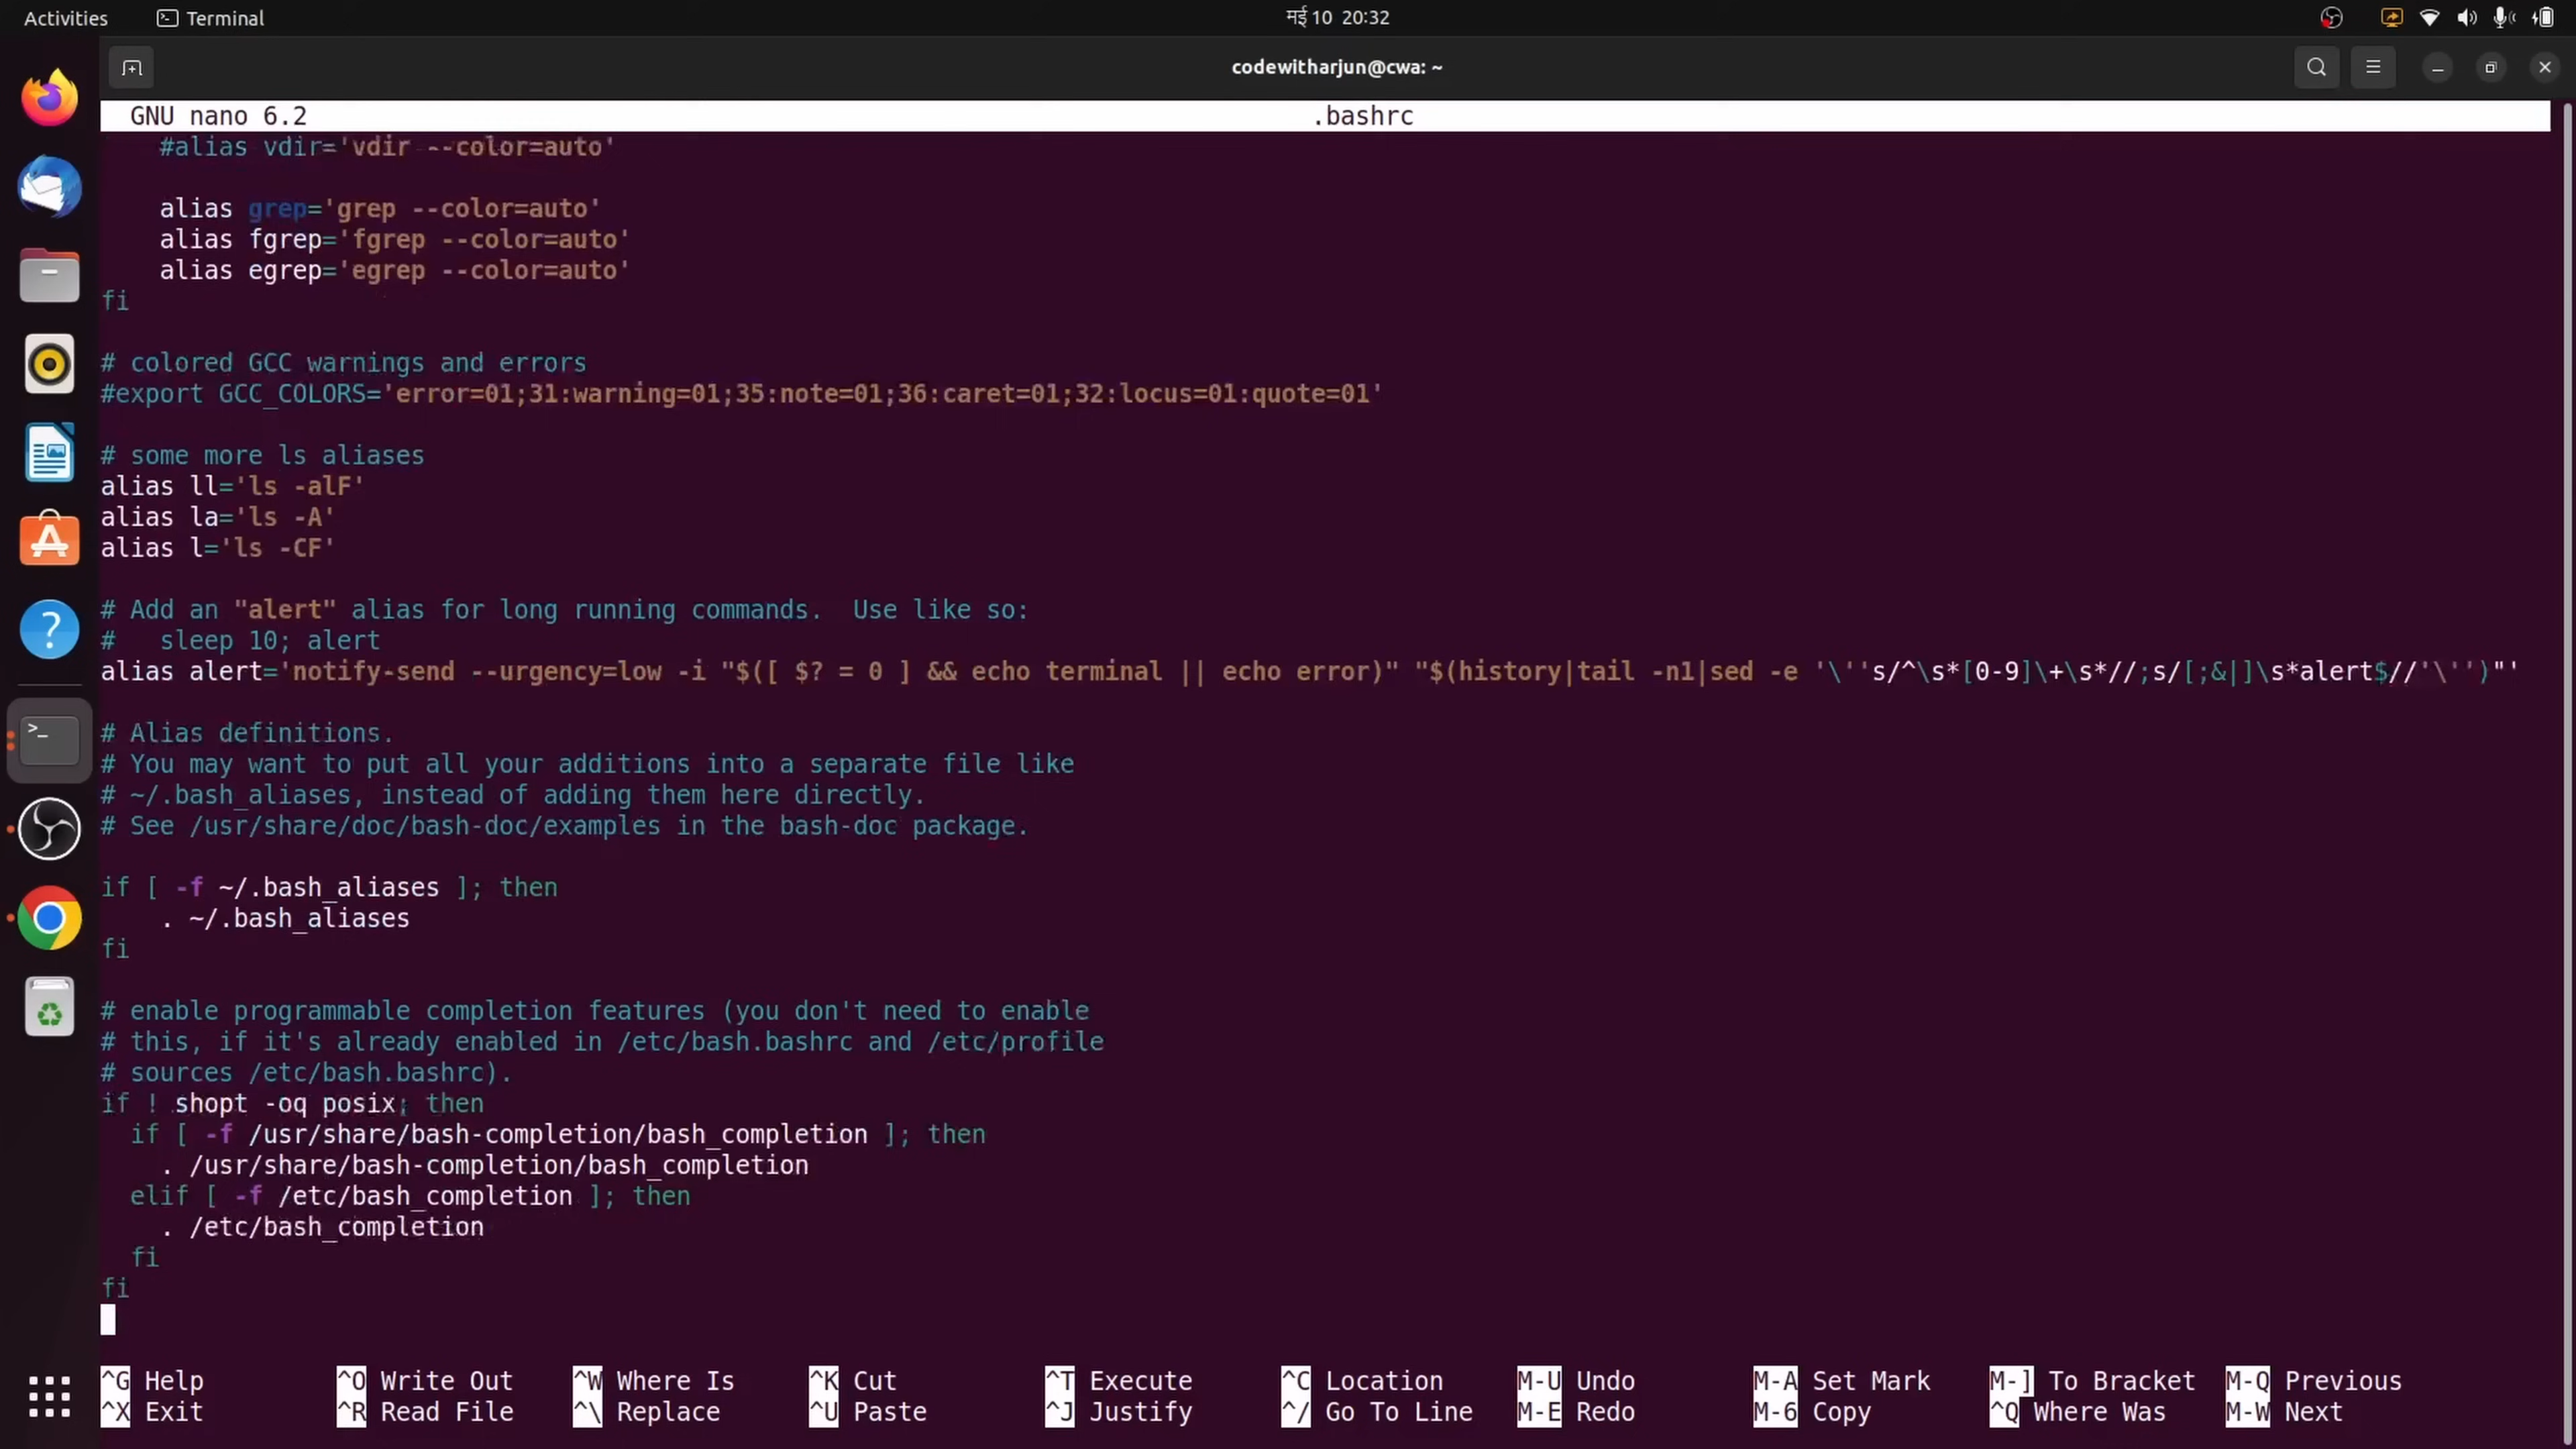 Activities Terminal मई 10 20:32
codewitharjun@cwa: ~
GNU nano 6.2 .bashrc
    #alias vdir='vdir --color=auto'
    alias grep='grep --color=auto'
    alias fgrep='fgrep --color=auto'
    alias egrep='egrep --color=auto'
fi
# colored GCC warnings and errors
#export GCC_COLORS='error=01;31:warning=01;35:note=01;36:caret=01;32:locus=01:quote=01'
# some more ls aliases
alias ll='ls -alF'
alias la='ls -A'
alias l='ls -CF'
# Add an "alert" alias for long running commands.  Use like so:
#   sleep 10; alert
alias alert='notify-send --urgency=low -i "$([ $? = 0 ] && echo terminal || echo error)" "$(history|tail -n1|sed -e '\''s/^\s*[0-9]\+\s*//;s/[;&|]\s*alert$//'\'')"'
# Alias definitions.
# You may want to put all your additions into a separate file like
# ~/.bash_aliases, instead of adding them here directly.
# See /usr/share/doc/bash-doc/examples in the bash-doc package.
if [ -f ~/.bash_aliases ]; then
    . ~/.bash_aliases
fi
# enable programmable completion features (you don't need to enable
# this, if it's already enabled in /etc/bash.bashrc and /etc/profile
# sources /etc/bash.bashrc).
if ! shopt -oq posix; then
  if [ -f /usr/share/bash-completion/bash_completion ]; then
    . /usr/share/bash-completion/bash_completion
  elif [ -f /etc/bash_completion ]; then
    . /etc/bash_completion
  fi
fi
^G Help ^O Write Out ^W Where Is ^K Cut ^T Execute ^C Location M-U Undo M-A Set Mark M-] To Bracket M-Q Previous
^X Exit ^R Read File ^\ Replace ^U Paste ^J Justify ^/ Go To Line M-E Redo M-6 Copy ^Q Where Was M-W Next